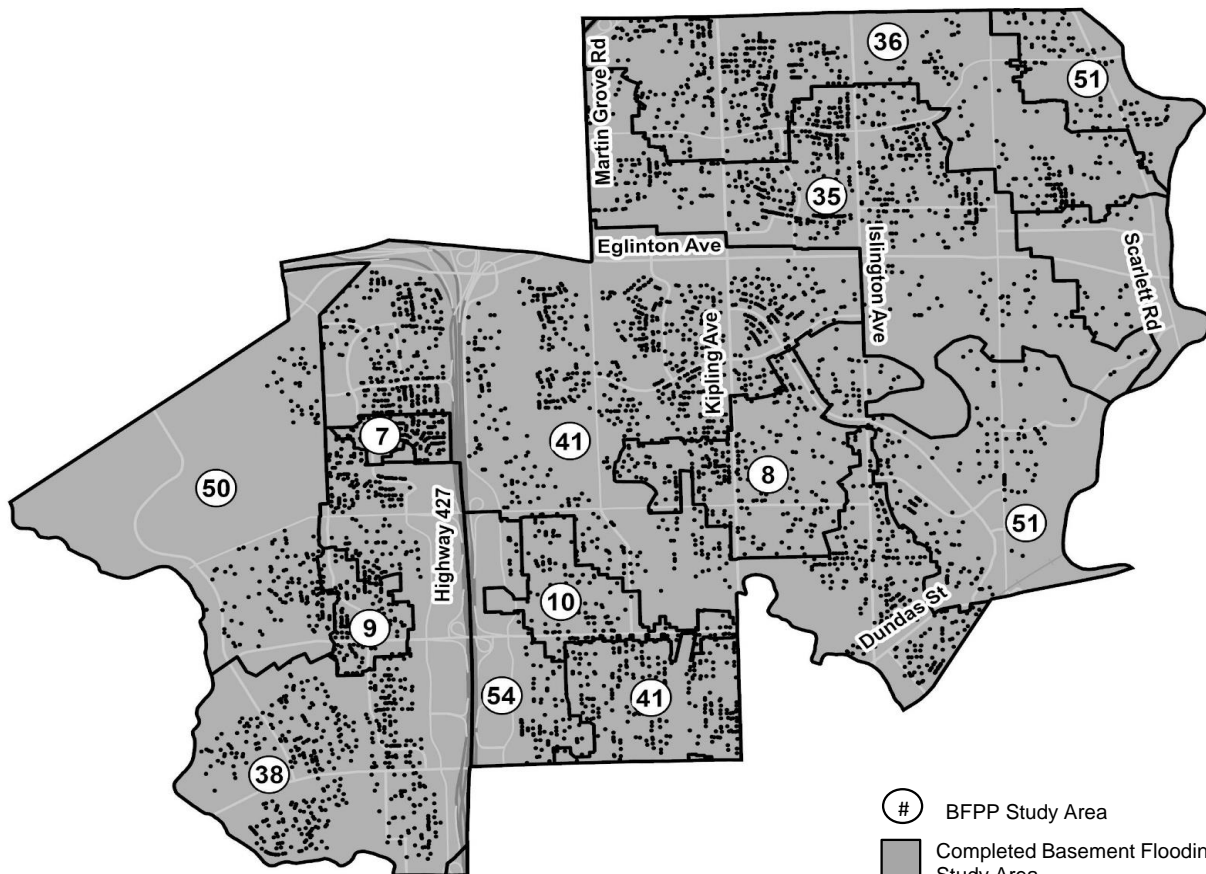 36
51
Martin Grove Rd
35
Eglinton Ave
Islington Ave
Scarlett Rd
Kipling Ave
7
41
8
50
51
Highway 427
10
9
Dundas St
54
41
38
# BFPP Study Area
Completed Basement Floodin
Study Area